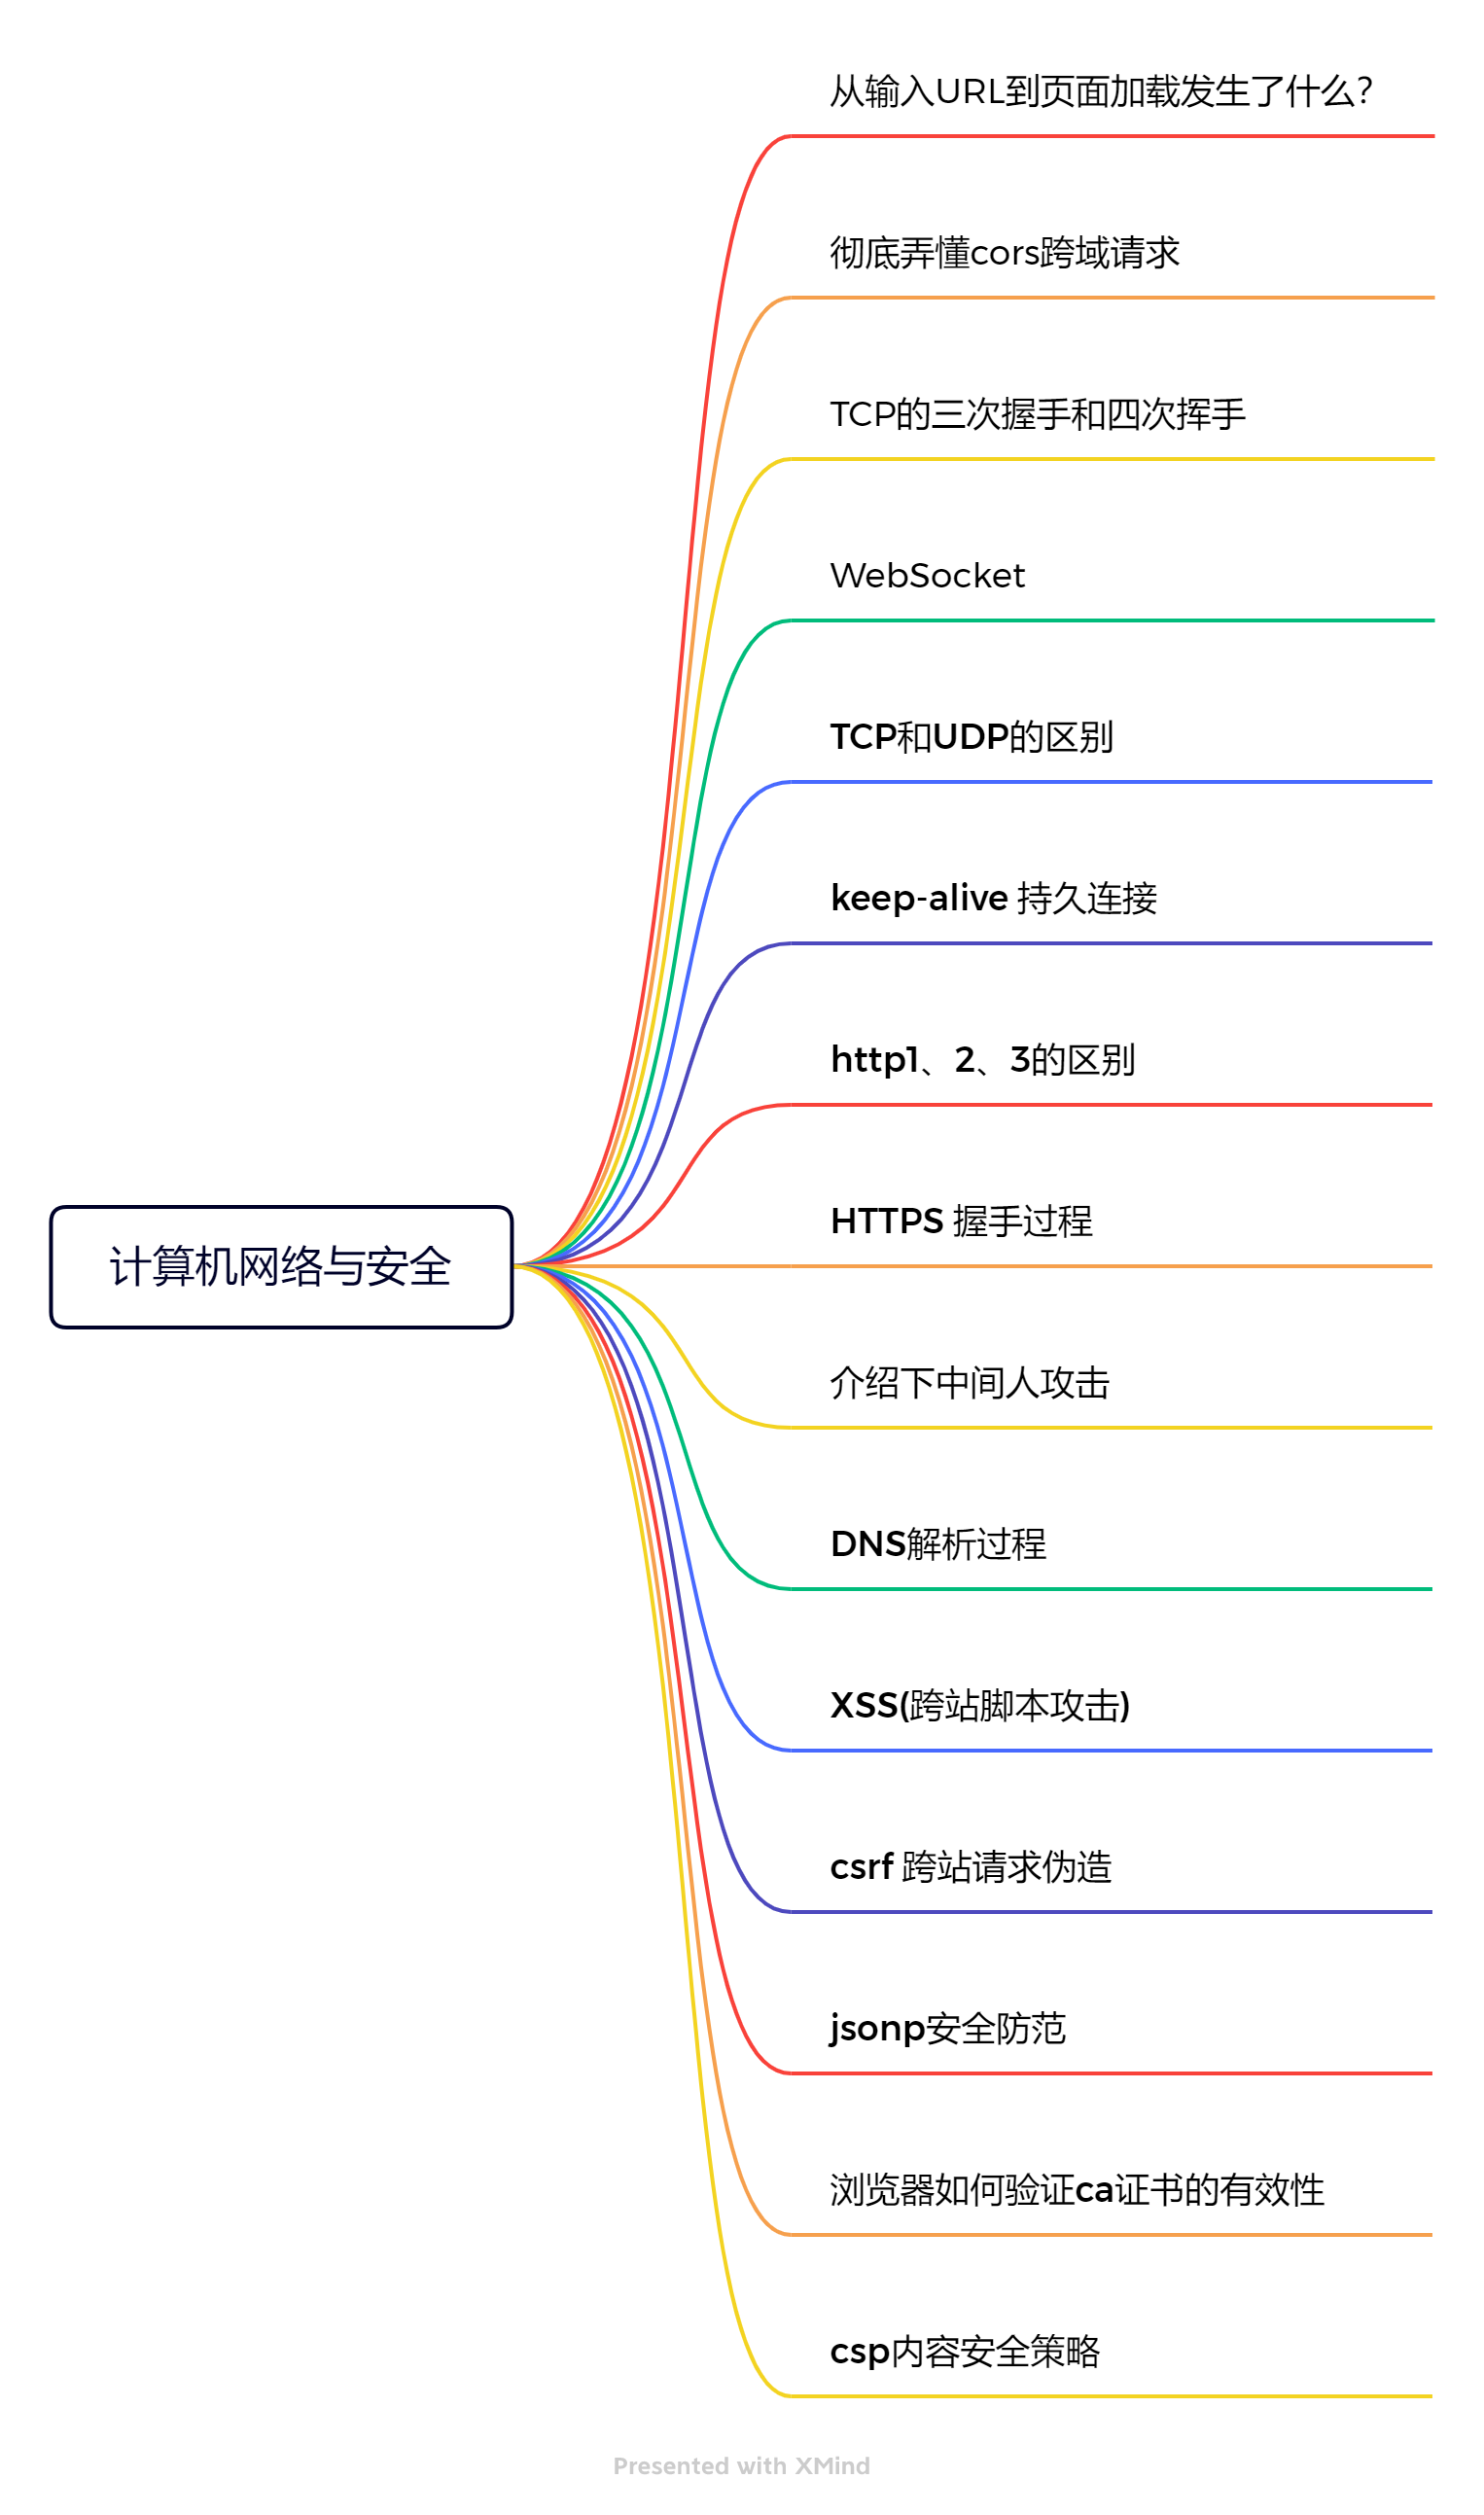 从输入URL到页面加载发生了什么?
彻底弄懂cors跨域请求
TCP的三次握手和四次挥手
WebSocket
TCP和UDP的区别
keep-alive 持久连接
http1、2、3的区别
HTTPS 握手过程
计算机网络与安全
介绍下中间人攻击
DNS解析过程
XSS(跨站脚本攻击)
csrf 跨站请求伪造
jsonp安全防范
浏览器如何验证ca证书的有效性
csp内容安全策略
Presented with XMind